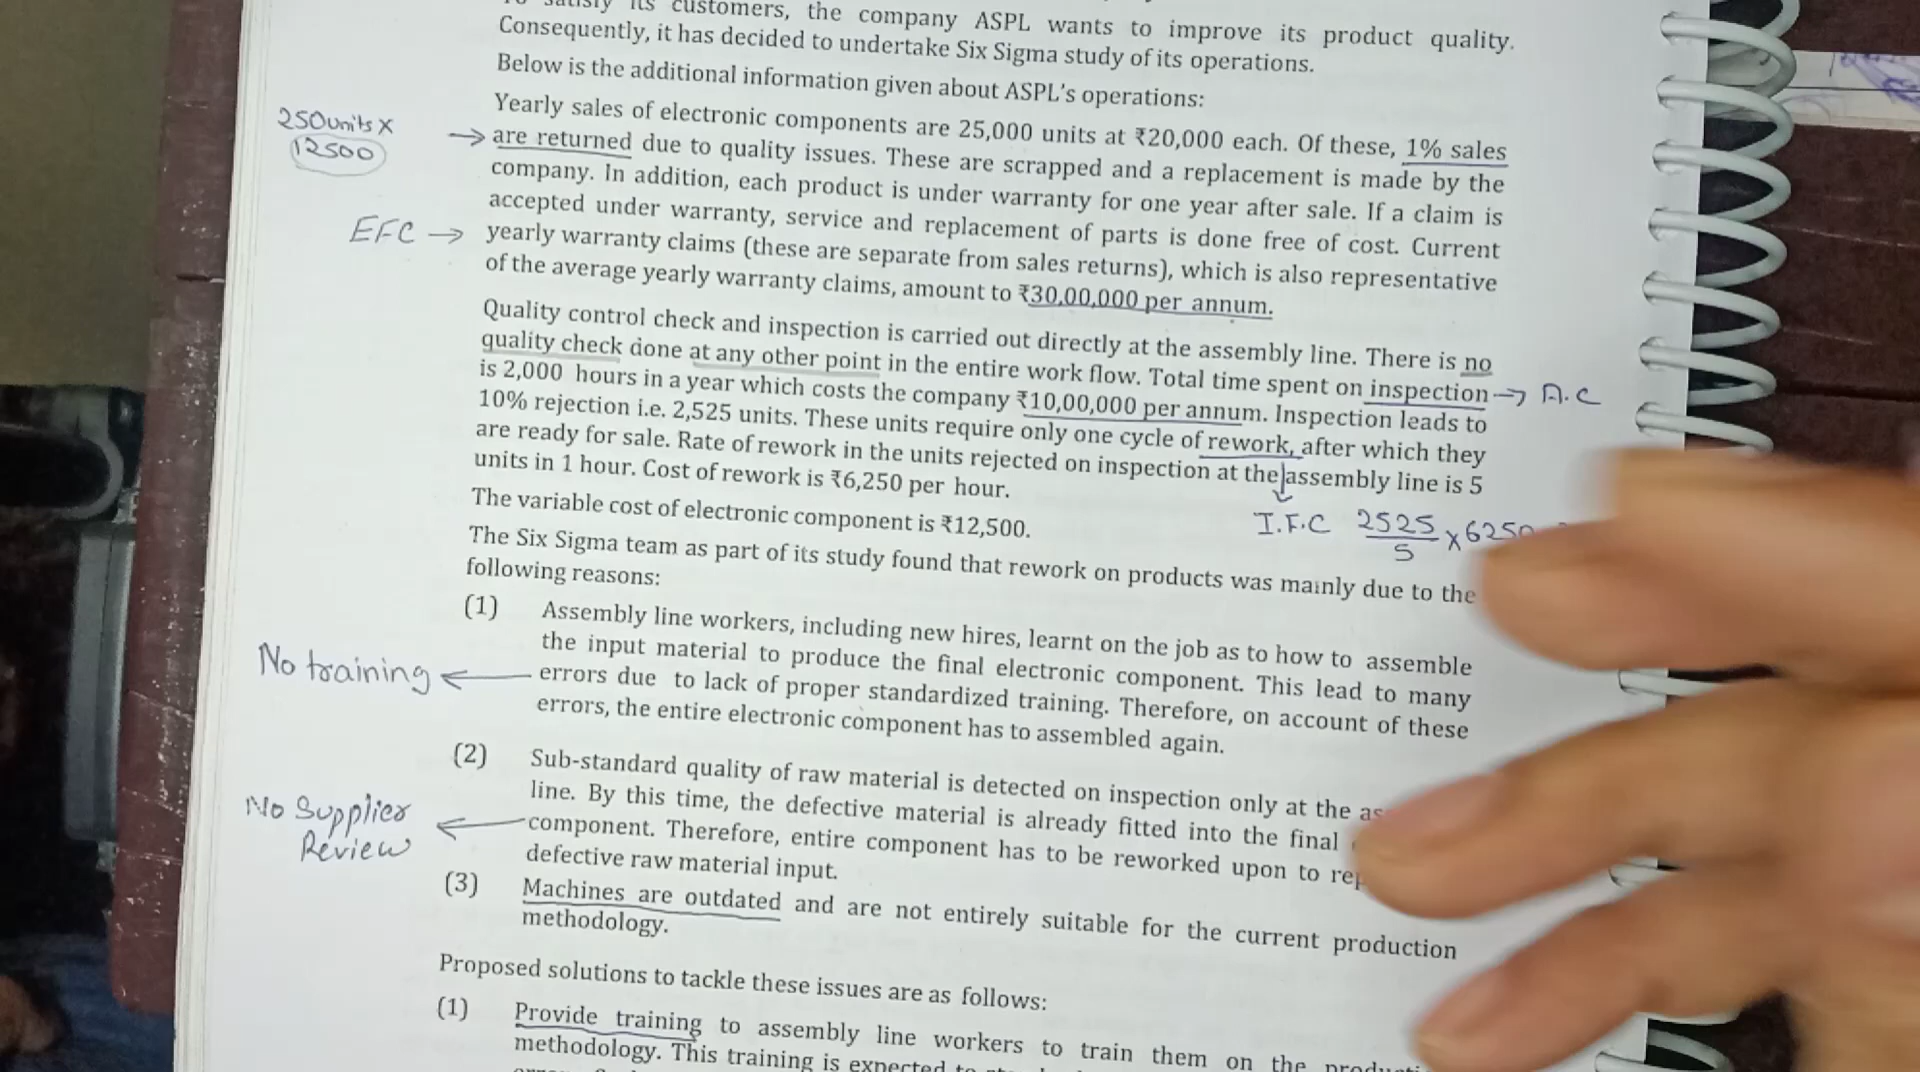 satisfy its customers, the company ASPL wants to improve its product quality.
Consequently, it has decided to undertake Six Sigma study of its operations.
Below is the additional information given about ASPL's operations:
250units x
12500
Yearly sales of electronic components are 25,000 units at ₹20,000 each. Of these, 1% sales
→ are returned due to quality issues. These are scrapped and a replacement is made by the
company. In addition, each product is under warranty for one year after sale. If a claim is
accepted under warranty, service and replacement of parts is done free of cost. Current
EFC → yearly warranty claims (these are separate from sales returns), which is also representative
of the average yearly warranty claims, amount to ₹30,00,000 per annum.
Quality control check and inspection is carried out directly at the assembly line. There is no
quality check done at any other point in the entire work flow. Total time spent on inspection → A.C
is 2,000 hours in a year which costs the company ₹10,00,000 per annum. Inspection leads to
10% rejection i.e. 2,525 units. These units require only one cycle of rework, after which they
are ready for sale. Rate of rework in the units rejected on inspection at the assembly line is 5
units in 1 hour. Cost of rework is ₹6,250 per hour.
↓
I.F.C 2525/5 x 6250
The variable cost of electronic component is ₹12,500.
The Six Sigma team as part of its study found that rework on products was mainly due to the
following reasons:
(1) Assembly line workers, including new hires, learnt on the job as to how to assemble
the input material to produce the final electronic component. This lead to many
No training ← errors due to lack of proper standardized training. Therefore, on account of these
errors, the entire electronic component has to assembled again.
(2) Sub-standard quality of raw material is detected on inspection only at the
line. By this time, the defective material is already fitted into the final
No Supplier Review ← component. Therefore, entire component has to be reworked upon to
defective raw material input.
(3) Machines are outdated and are not entirely suitable for the current production
methodology.
Proposed solutions to tackle these issues are as follows:
(1) Provide training to assembly line workers to train them on the
methodology. This training is expected to